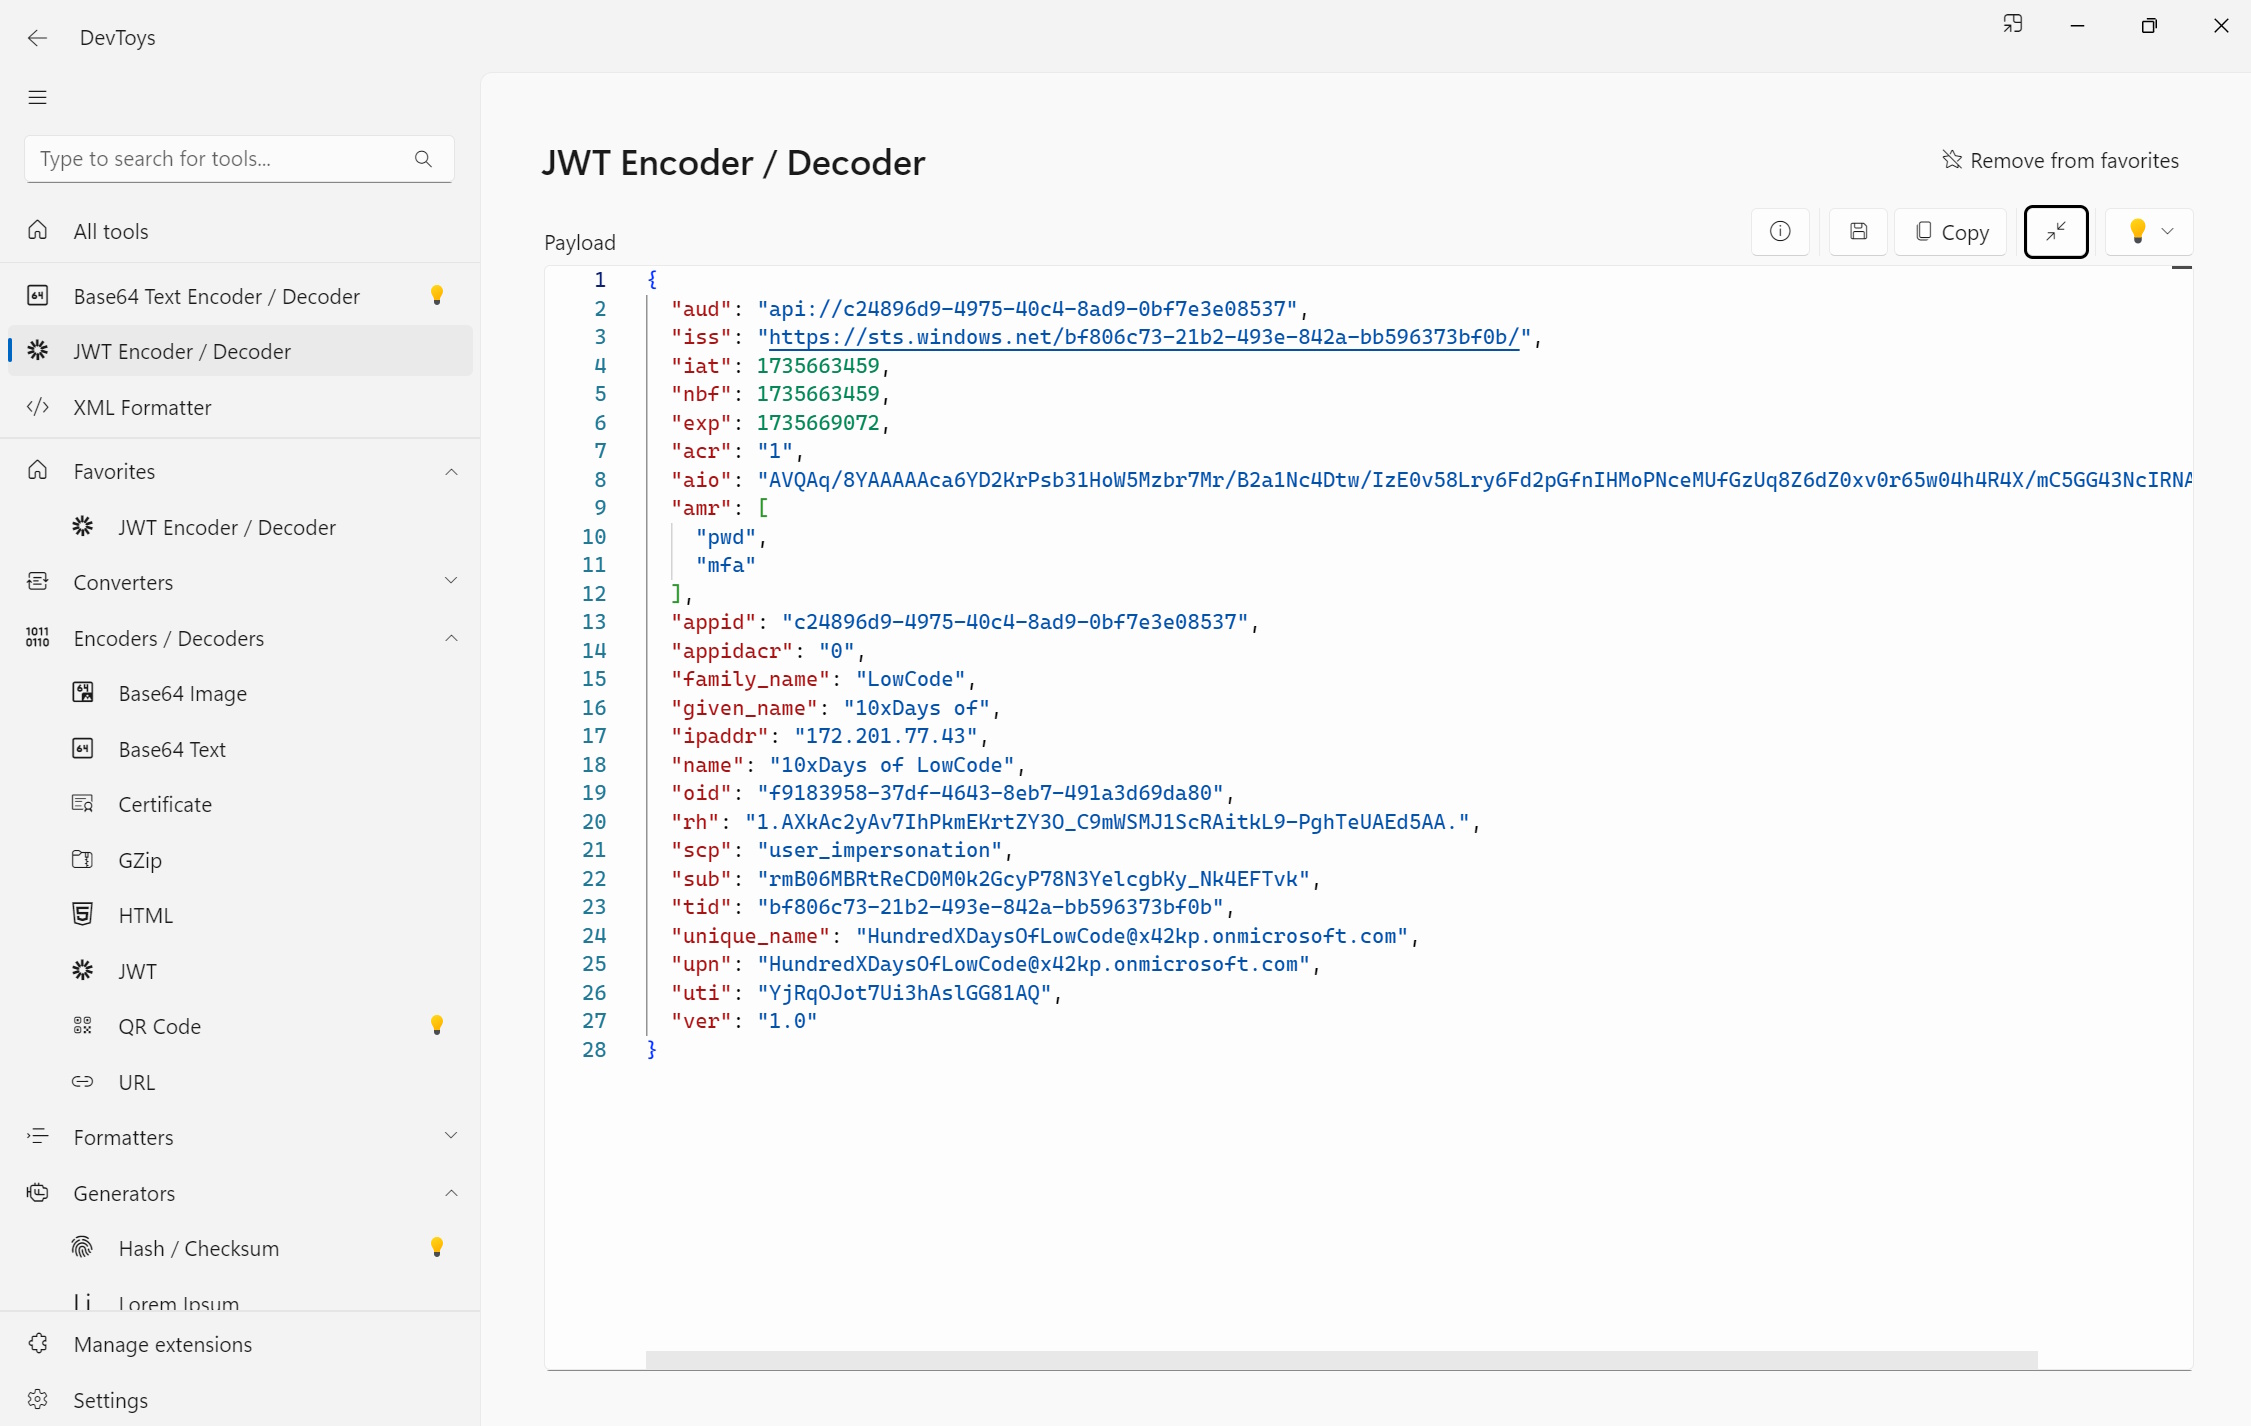 DevToys
Type to search for tools...
All tools
Base64 Text Encoder / Decoder
JWT Encoder / Decoder
XML Formatter
Favorites
JWT Encoder / Decoder
Converters
Encoders / Decoders
Base64 Image
Base64 Text
Certificate
GZip
HTML
JWT
QR Code
URL
Formatters
Generators
Hash / Checksum
Lorem Ipsum
Manage extensions
Settings
JWT Encoder / Decoder
Remove from favorites
Payload
Copy
1 {
2 "aud": "api://c24896d9-4975-40c4-8ad9-0bf7e3e08537",
3 "iss": "https://sts.windows.net/bf806c73-21b2-493e-842a-bb596373bf0b/",
4 "iat": 1735663459,
5 "nbf": 1735663459,
6 "exp": 1735669072,
7 "acr": "1",
8 "aio": "AVQAq/8YAAAAAca6YD2KrPsb31HoW5Mzbr7Mr/B2a1Nc4Dtw/IzE0v58Lry6Fd2pGfnIHMoPNceMUfGzUq8Z6dZ0xv0r65w04h4R4X/mC5GG43NcIRNA
9 "amr": [
10 "pwd",
11 "mfa"
12 ],
13 "appid": "c24896d9-4975-40c4-8ad9-0bf7e3e08537",
14 "appidacr": "0",
15 "family_name": "LowCode",
16 "given_name": "10xDays of",
17 "ipaddr": "172.201.77.43",
18 "name": "10xDays of LowCode",
19 "oid": "f9183958-37df-4643-8eb7-491a3d69da80",
20 "rh": "1.AXkAc2yAv7IhPkmEKrtZY3O_C9mWSMJ1ScRAitkL9-PghTeUAEd5AA.",
21 "scp": "user_impersonation",
22 "sub": "rmB06MBRtReCD0M0k2GcyP78N3YelcgbKy_Nk4EFTvk",
23 "tid": "bf806c73-21b2-493e-842a-bb596373bf0b",
24 "unique_name": "HundredXDaysOfLowCode@x42kp.onmicrosoft.com",
25 "upn": "HundredXDaysOfLowCode@x42kp.onmicrosoft.com",
26 "uti": "YjRqOJot7Ui3hAslGG81AQ",
27 "ver": "1.0"
28 }